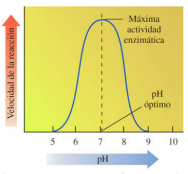 Máxima
actividad
enzimática
Velocidad de la reacción
pH
óptimo
5 6 7 8 9 10
pH